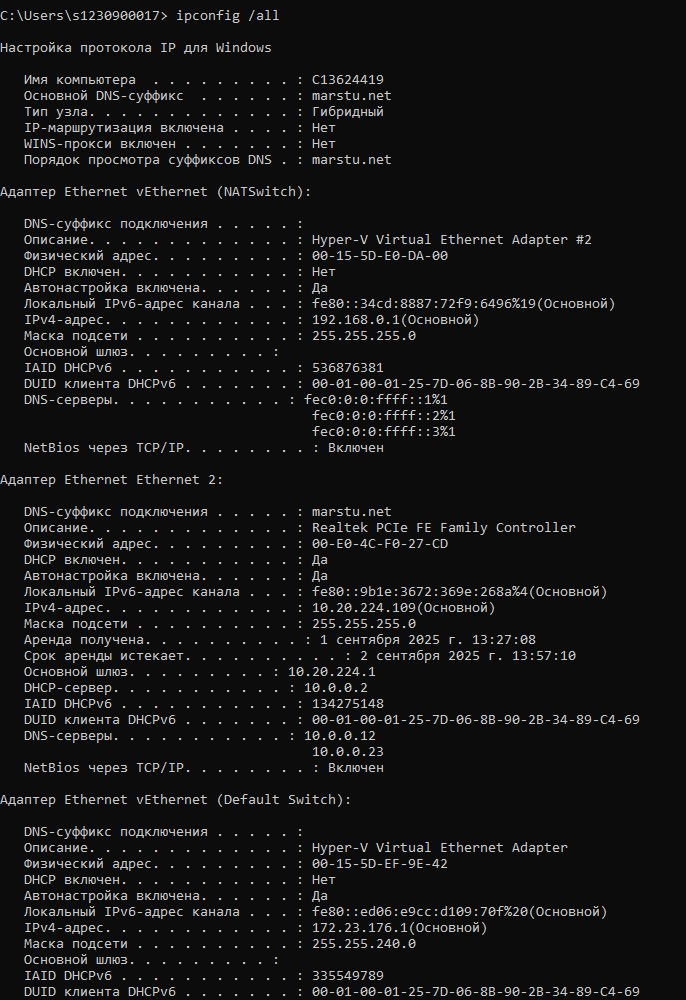 C:\Users\s1230900017> ipconfig /all
Настройка протокола IP для Windows
Имя компьютера  . . . . . . . . . : C13624419
Основной DNS-суффикс  . . . . . . : marstu.net
Тип узла. . . . . . . . . . . . . : Гибридный
IP-маршрутизация включена . . . . : Нет
WINS-прокси включен . . . . . . . : Нет
Порядок просмотра суффиксов DNS . : marstu.net
Адаптер Ethernet vEthernet (NATSwitch):
DNS-суффикс подключения . . . . . :
Описание. . . . . . . . . . . . . : Hyper-V Virtual Ethernet Adapter #2
Физический адрес. . . . . . . . . : 00-15-5D-E0-DA-00
DHCP включен. . . . . . . . . . . : Нет
Автонастройка включена. . . . . . : Да
Локальный IPv6-адрес канала . . . : fe80::34cd:8887:72f9:6496%19(Основной)
IPv4-адрес. . . . . . . . . . . . : 192.168.0.1(Основной)
Маска подсети . . . . . . . . . . : 255.255.255.0
Основной шлюз. . . . . . . . . :
IAID DHCPv6 . . . . . . . . . . . : 536876381
DUID клиента DHCPv6 . . . . . . . : 00-01-00-01-25-7D-06-8B-90-2B-34-89-C4-69
DNS-серверы. . . . . . . . . . . : fec0:0:0:ffff::1%1
fec0:0:0:ffff::2%1
fec0:0:0:ffff::3%1
NetBios через TCP/IP. . . . . . . . : Включен
Адаптер Ethernet Ethernet 2:
DNS-суффикс подключения . . . . . : marstu.net
Описание. . . . . . . . . . . . . : Realtek PCIe FE Family Controller
Физический адрес. . . . . . . . . : 00-E0-4C-F0-27-CD
DHCP включен. . . . . . . . . . . : Да
Автонастройка включена. . . . . . : Да
Локальный IPv6-адрес канала . . . : fe80::9b1e:3672:369e:268a%4(Основной)
IPv4-адрес. . . . . . . . . . . . : 10.20.224.109(Основной)
Маска подсети . . . . . . . . . . : 255.255.255.0
Аренда получена. . . . . . . . . . : 1 сентября 2025 г. 13:27:08
Срок аренды истекает. . . . . . . . . . : 2 сентября 2025 г. 13:57:10
Основной шлюз. . . . . . . . . : 10.20.224.1
DHCP-сервер. . . . . . . . . . . : 10.0.0.2
IAID DHCPv6 . . . . . . . . . . . : 134275148
DUID клиента DHCPv6 . . . . . . . : 00-01-00-01-25-7D-06-8B-90-2B-34-89-C4-69
DNS-серверы. . . . . . . . . . . : 10.0.0.12
10.0.0.23
NetBios через TCP/IP. . . . . . . . : Включен
Адаптер Ethernet vEthernet (Default Switch):
DNS-суффикс подключения . . . . . :
Описание. . . . . . . . . . . . . : Hyper-V Virtual Ethernet Adapter
Физический адрес. . . . . . . . . : 00-15-5D-EF-9E-42
DHCP включен. . . . . . . . . . . : Нет
Автонастройка включена. . . . . . : Да
Локальный IPv6-адрес канала . . . : fe80::ed06:e9cc:d109:70f%20(Основной)
IPv4-адрес. . . . . . . . . . . . : 172.23.176.1(Основной)
Маска подсети . . . . . . . . . . : 255.255.240.0
Основной шлюз. . . . . . . . . :
IAID DHCPv6 . . . . . . . . . . . : 335549789
DUID клиента DHCPv6 . . . . . . . : 00-01-00-01-25-7D-06-8B-90-2B-34-89-C4-69